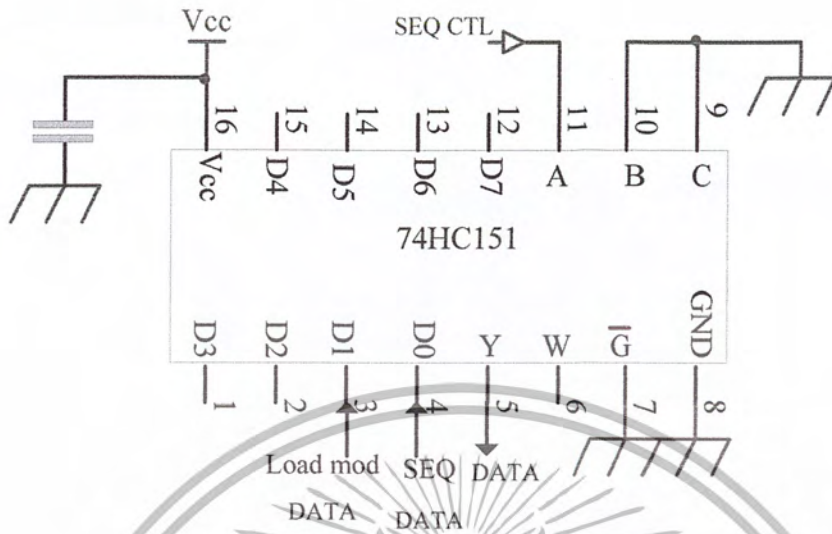 Vcc
SEQ CTL
16 15 14 13 12 11 10 9
Vcc D4 D5 D6 D7 A B C
74HC151
D3 D2 D1 D0 Y W G̅ GND
1 2 3 4 5 6 7 8
Load mod SEQ DATA
DATA DATA